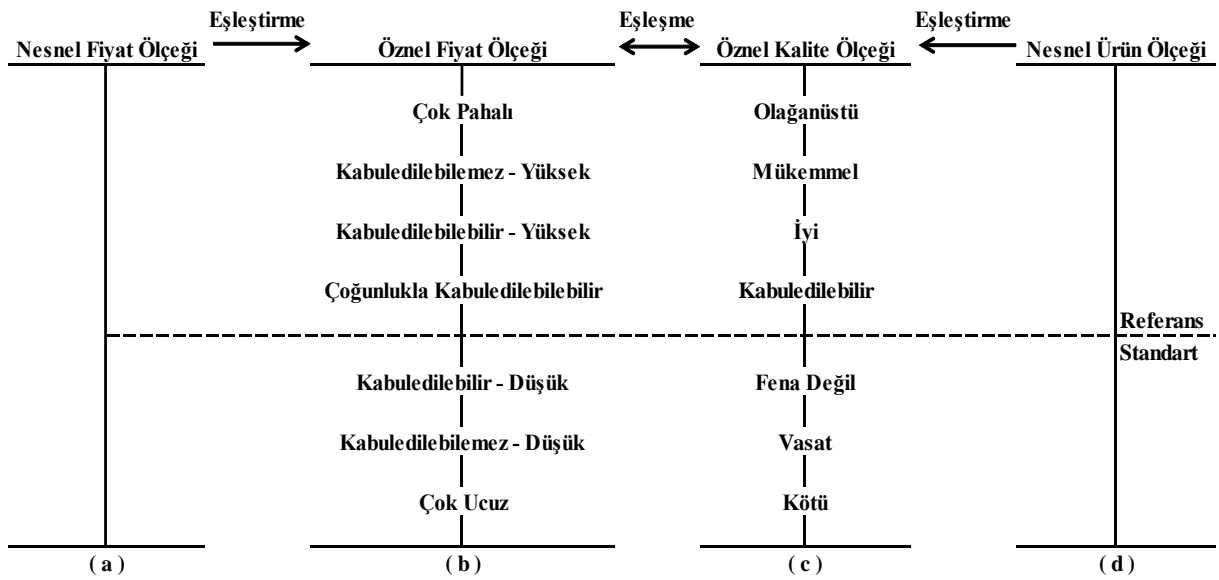 Eşleştirme Eşleşme Eşleştirme
Nesnel Fiyat Ölçeği Öznel Fiyat Ölçeği Öznel Kalite Ölçeği Nesnel Ürün Ölçeği
Çok Pahalı Olağanüstü
Kabuledilebilemez - Yüksek Mükemmel
Kabuledilebilebilir - Yüksek İyi
Çoğunlukla Kabuledilebilebilir Kabuledilebilir
Referans
Standart
Kabuledilebilir - Düşük Fena Değil
Kabuledilebilemez - Düşük Vasat
Çok Ucuz Kötü
( a ) ( b ) ( c ) ( d )